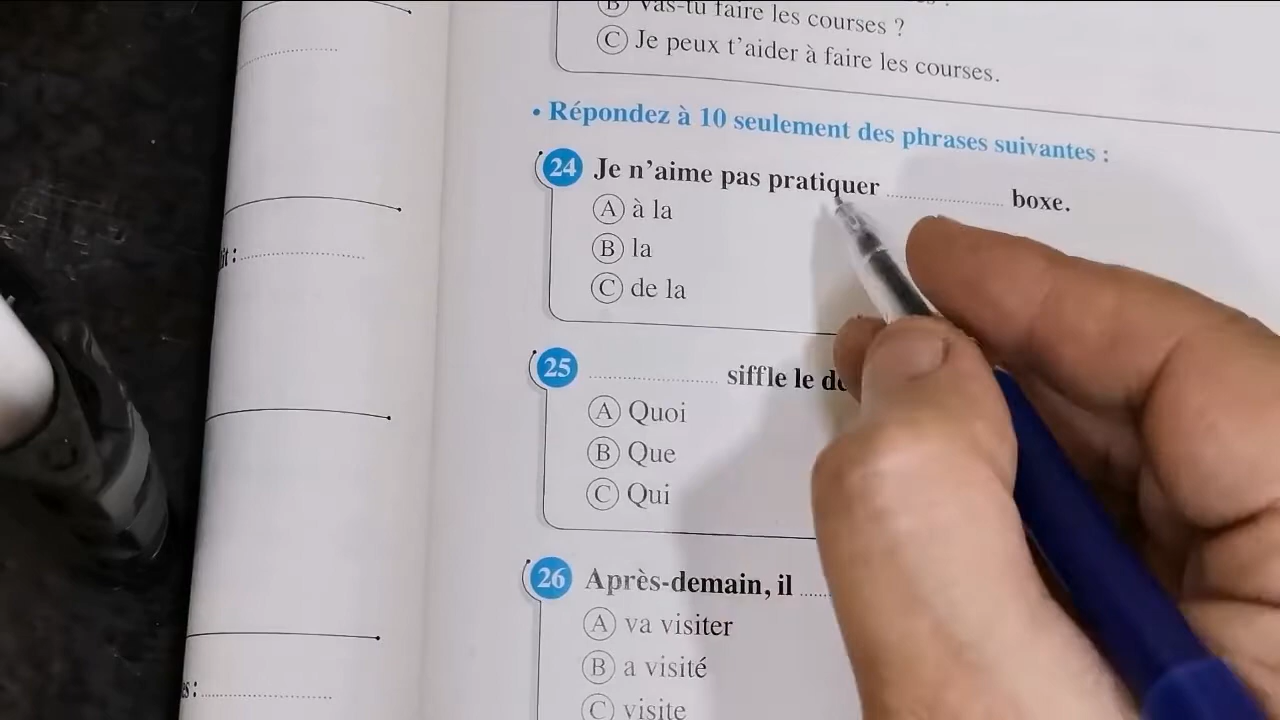 B Vas-tu faire les courses ?
C Je peux t'aider à faire les courses.
• Répondez à 10 seulement des phrases suivantes :
24 Je n'aime pas pratiquer .................... boxe.
A à la
B la
C de la
25 .................... siffle le
A Quoi
B Que
C Qui
26 Après-demain, il ......
A va visiter
B a visité
C visite